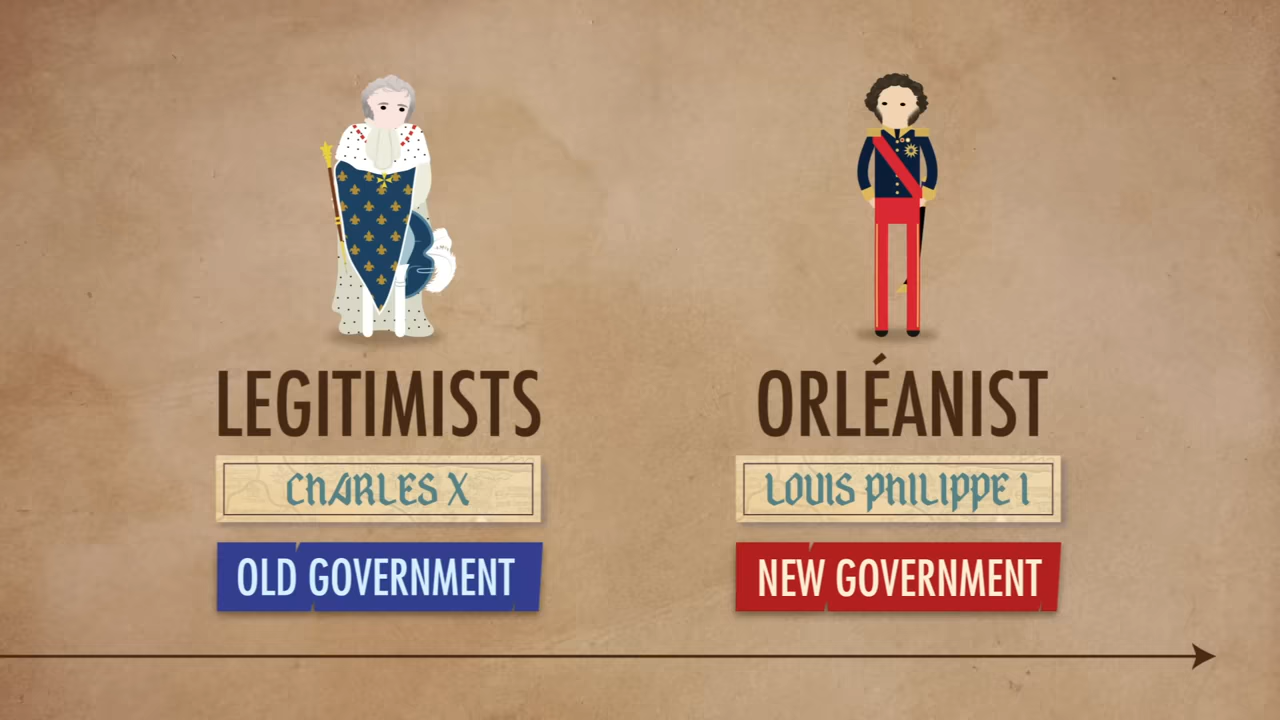 LEGITIMISTS
CHARLES X
OLD GOVERNMENT
ORLÉANIST
LOUIS PHILIPPE I
NEW GOVERNMENT